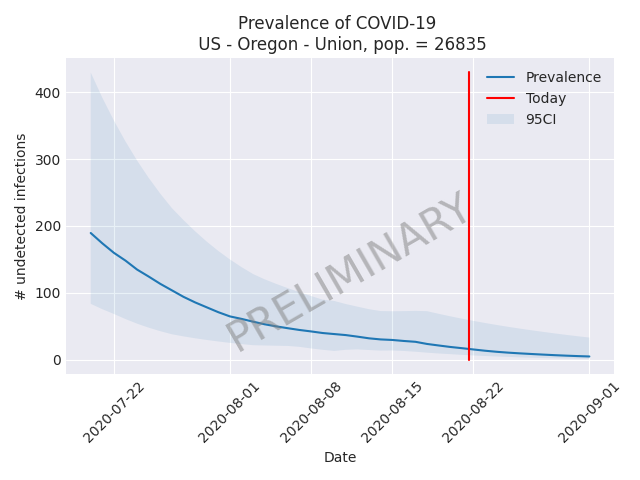 Prevalence of COVID-19
US - Oregon - Union, pop. = 26835
Prevalence
Today
95CI
# undetected infections
400
300
200
100
0
PRELIMINARY
2020-07-22
2020-08-01
2020-08-08
2020-08-15
2020-08-22
2020-09-01
Date